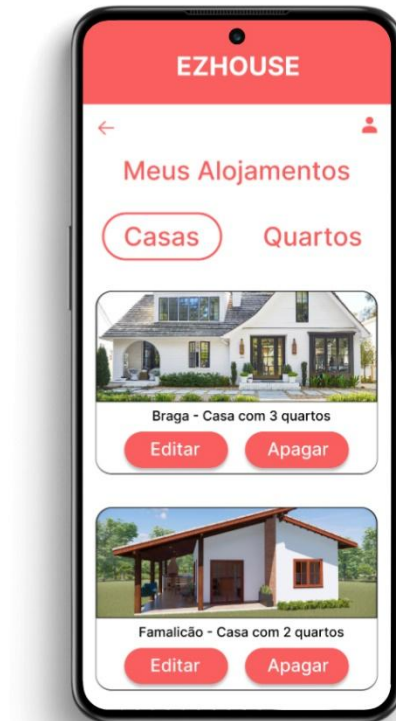 EZHOUSE
Meus Alojamentos
Casas Quartos
Braga - Casa com 3 quartos
Editar Apagar
Famalicão - Casa com 2 quartos
Editar Apagar